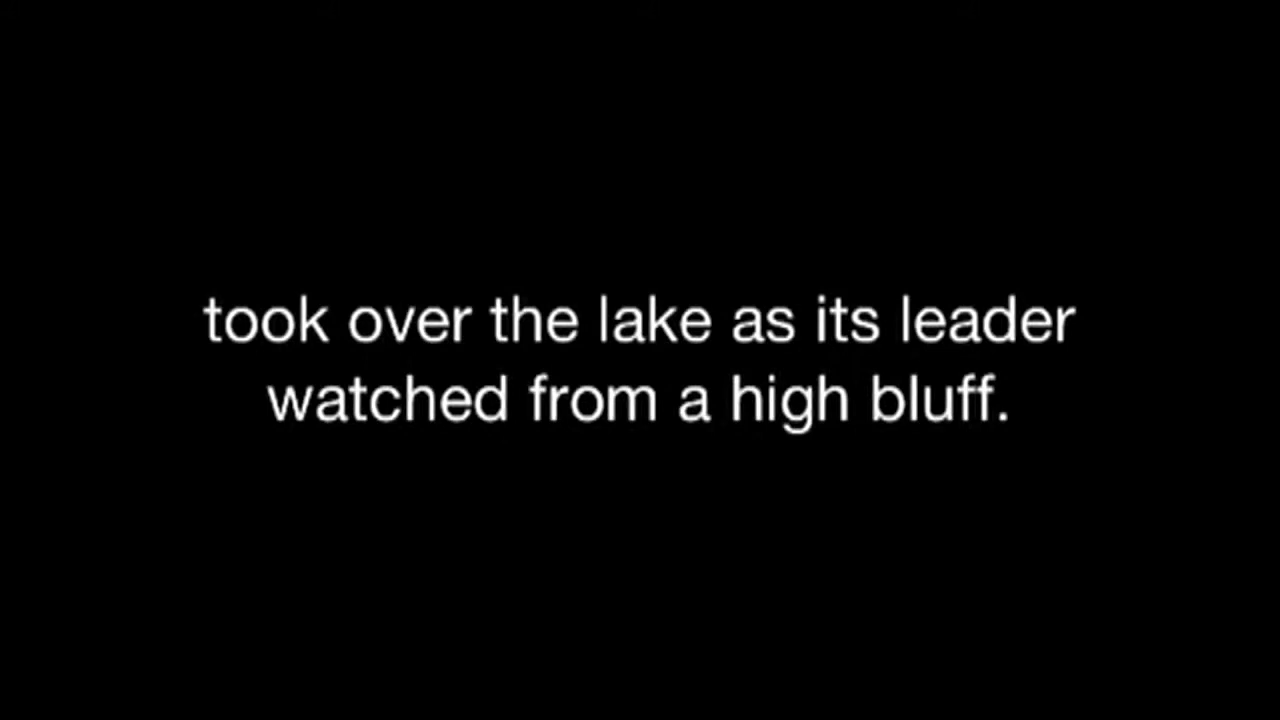 took over the lake as its leader
watched from a high bluff.